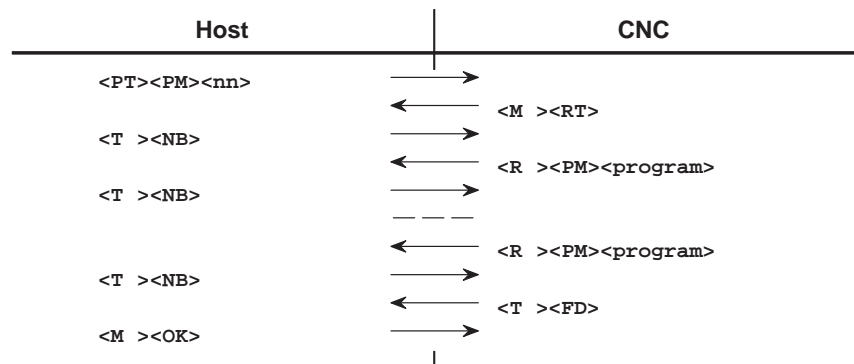 Host CNC
<PT><PM><nn>
<M ><RT>
<T ><NB>
<R ><PM><program>
<T ><NB>
<R ><PM><program>
<T ><NB>
<T ><FD>
<M ><OK>